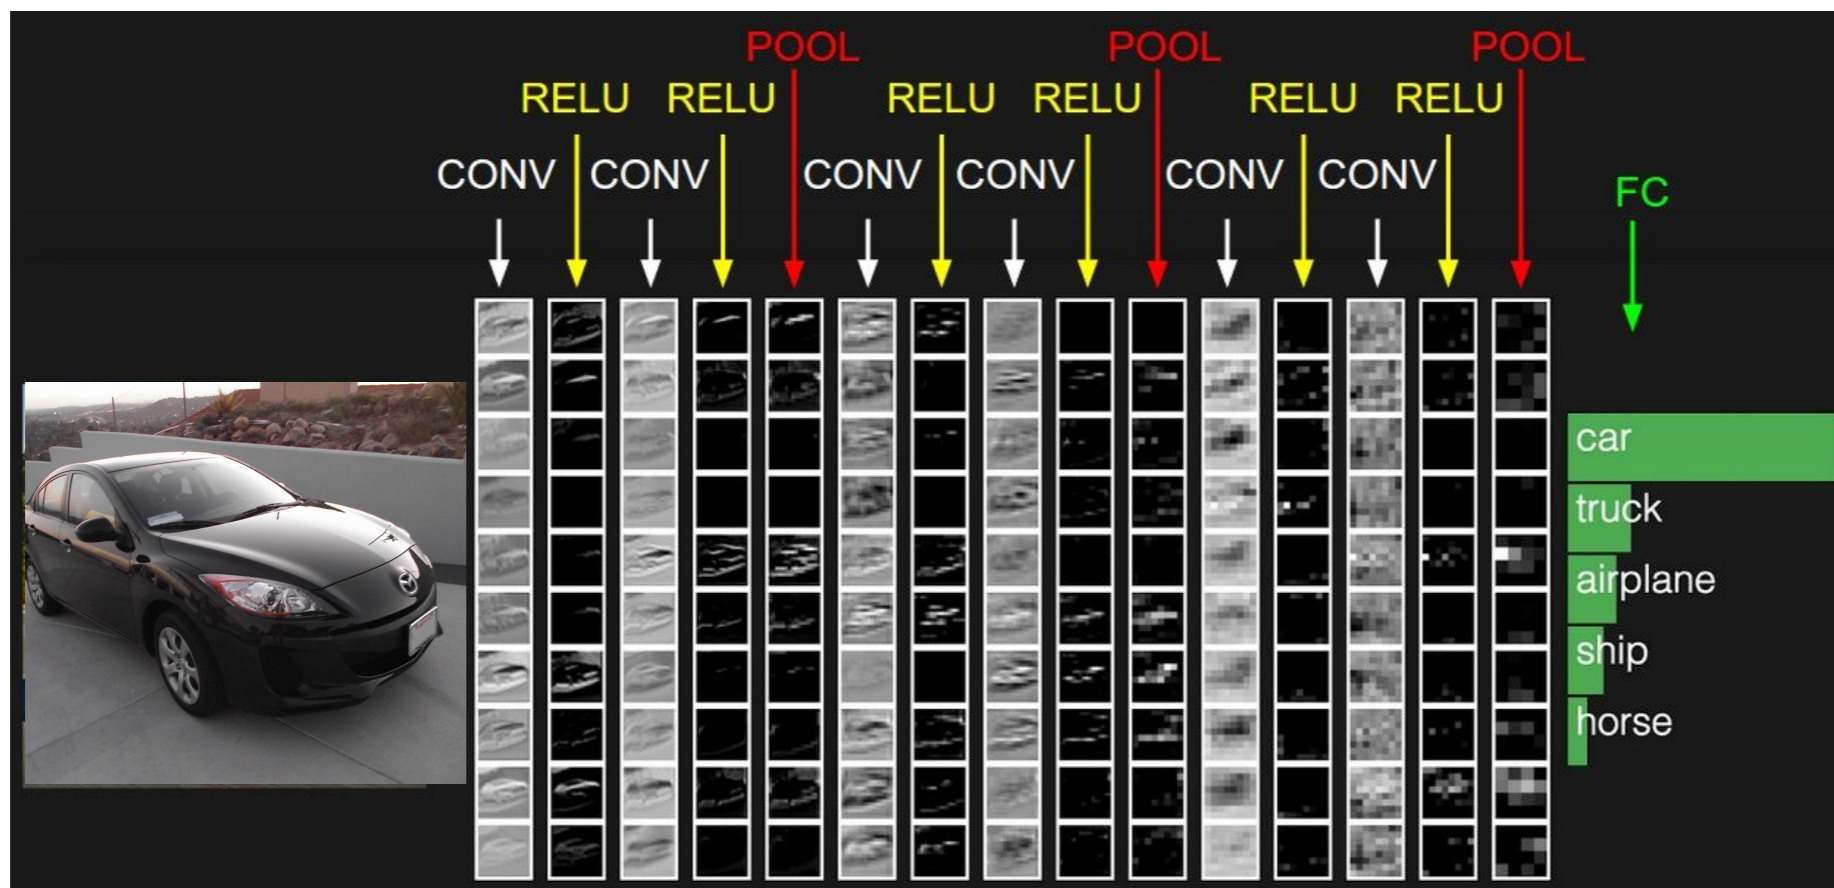 POOL POOL POOL
RELU RELU RELU RELU RELU RELU
CONV CONV CONV CONV CONV CONV
FC
car
truck
airplane
ship
horse